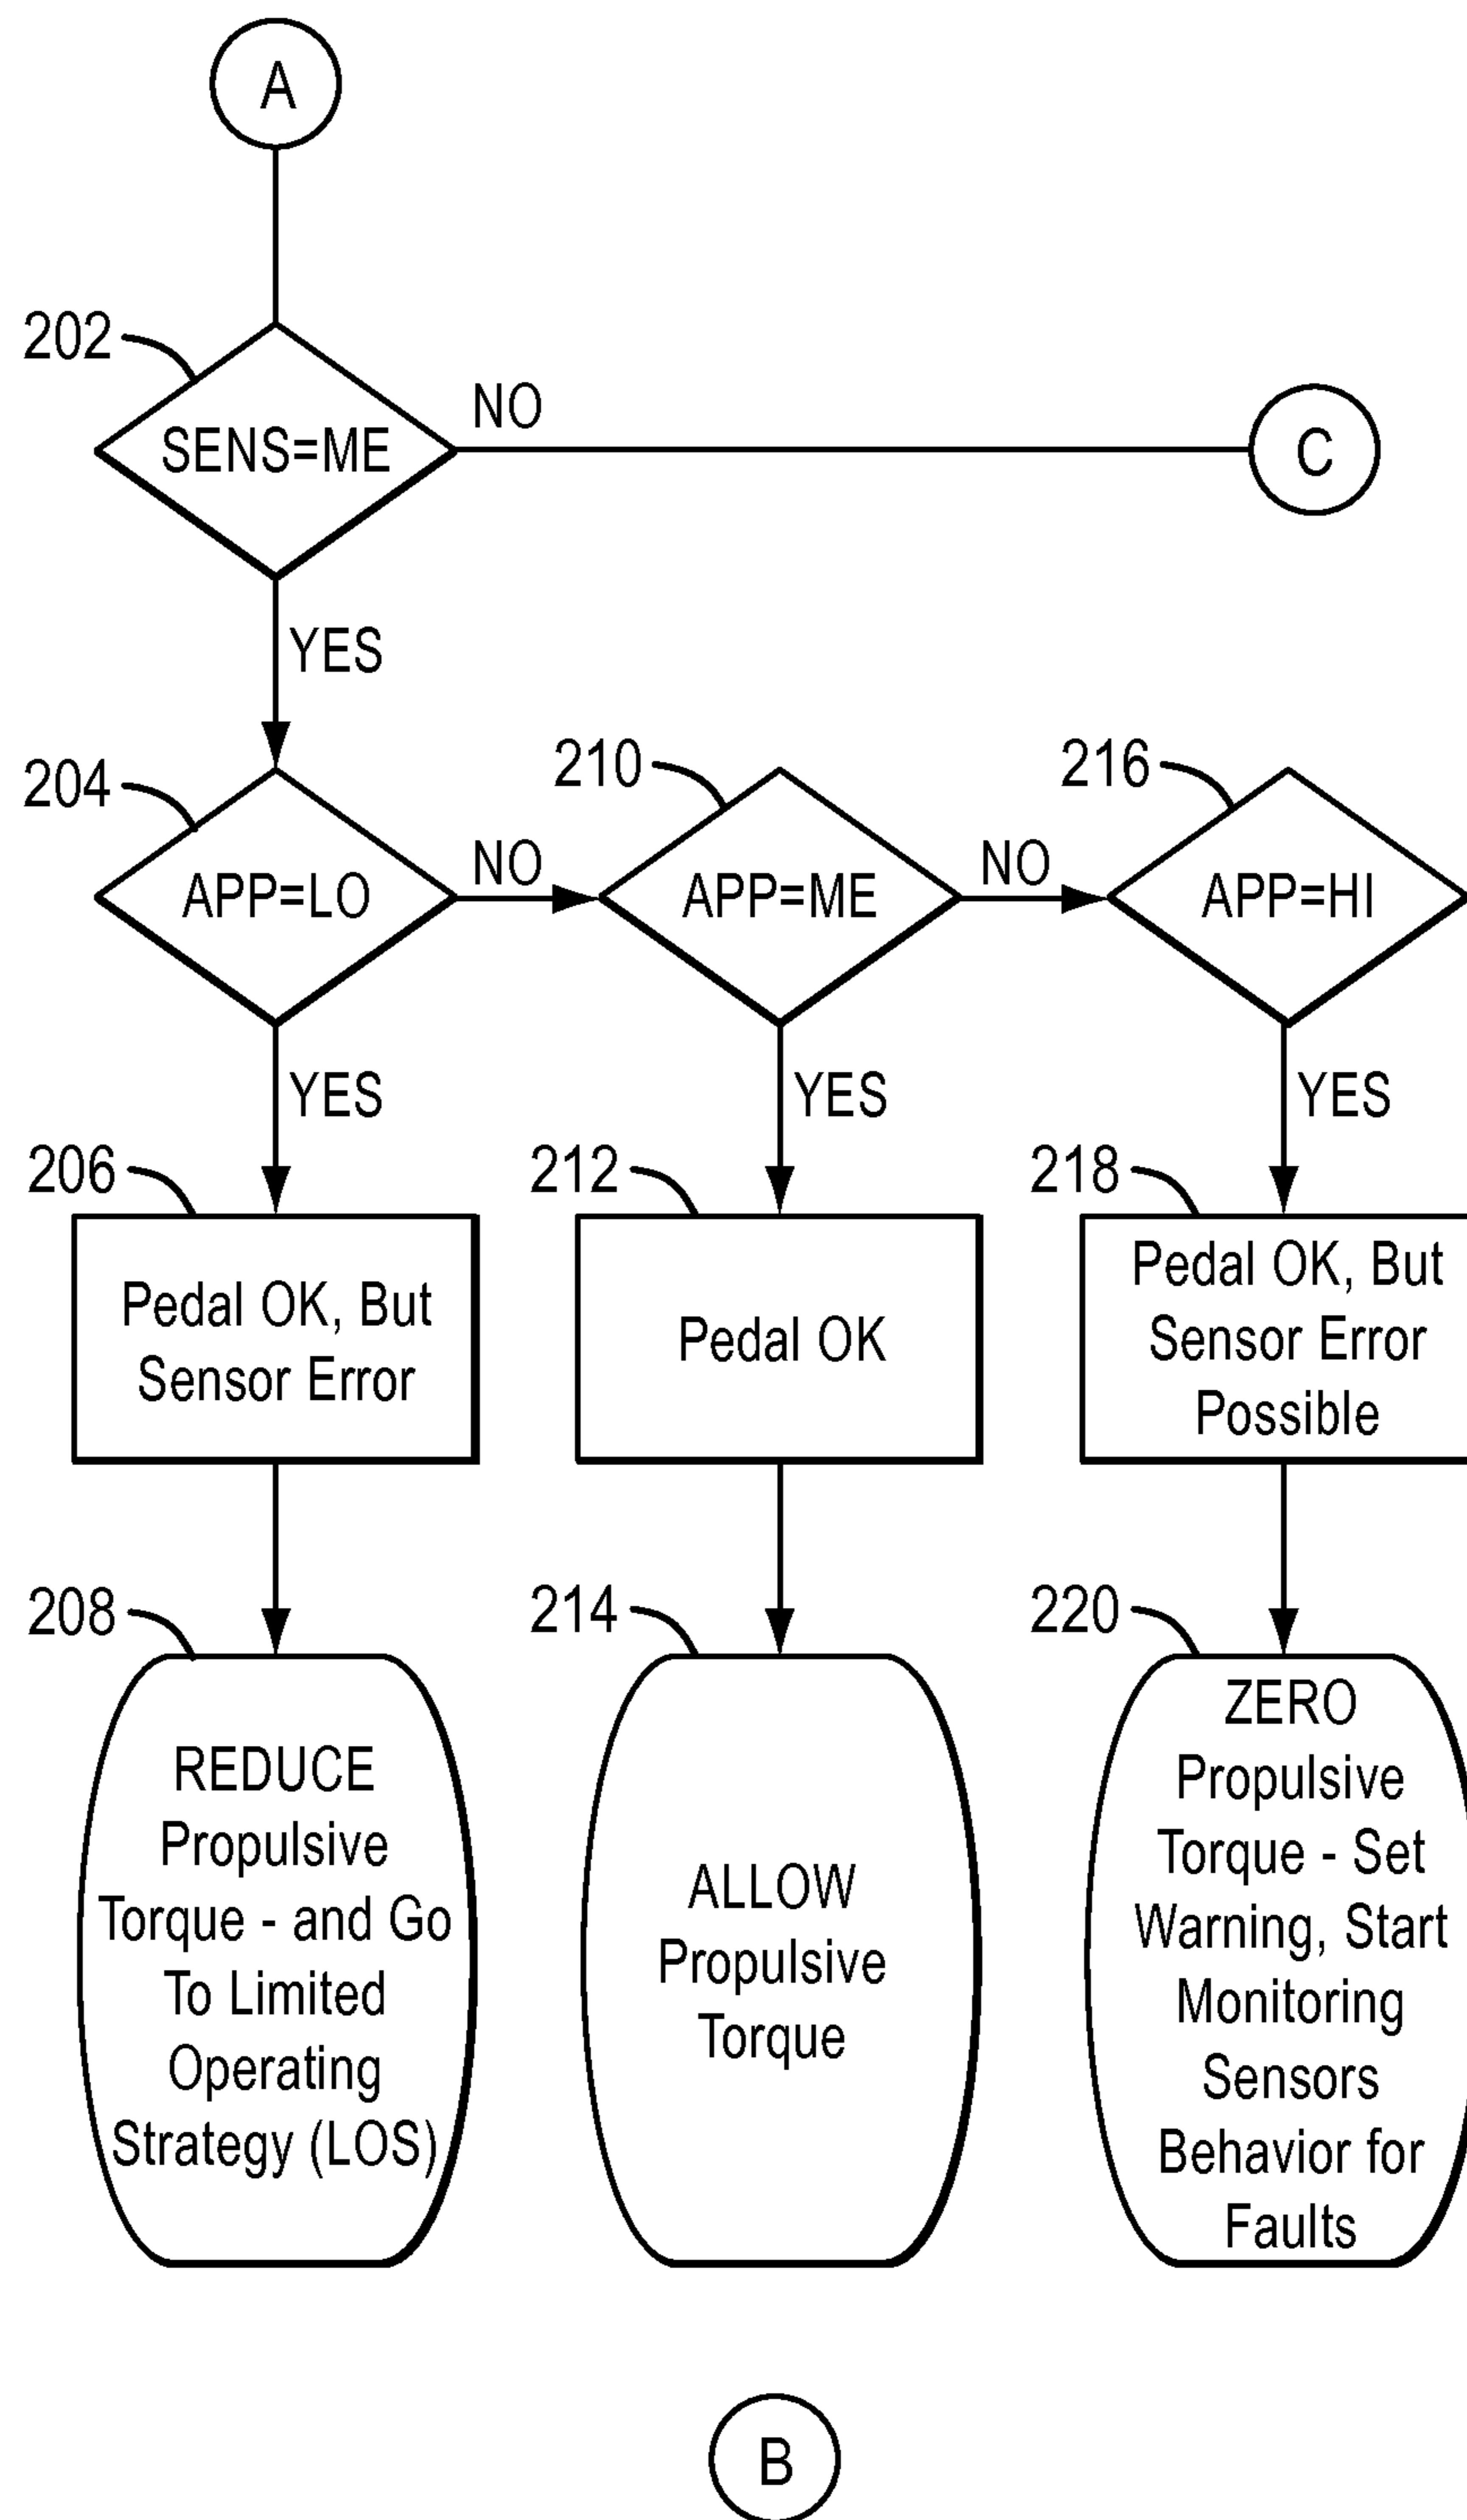 A
202
SENS=ME
NO
C
YES
204
APP=LO
NO
210
APP=ME
NO
216
APP=HI
YES
YES
YES
206
Pedal OK, But
Sensor Error
212
Pedal OK
218
Pedal OK, But
Sensor Error
Possible
208
REDUCE
Propulsive
Torque - and Go
To Limited
Operating
Strategy (LOS)
214
ALLOW
Propulsive
Torque
220
ZERO
Propulsive
Torque - Set
Warning, Start
Monitoring
Sensors
Behavior for
Faults
B